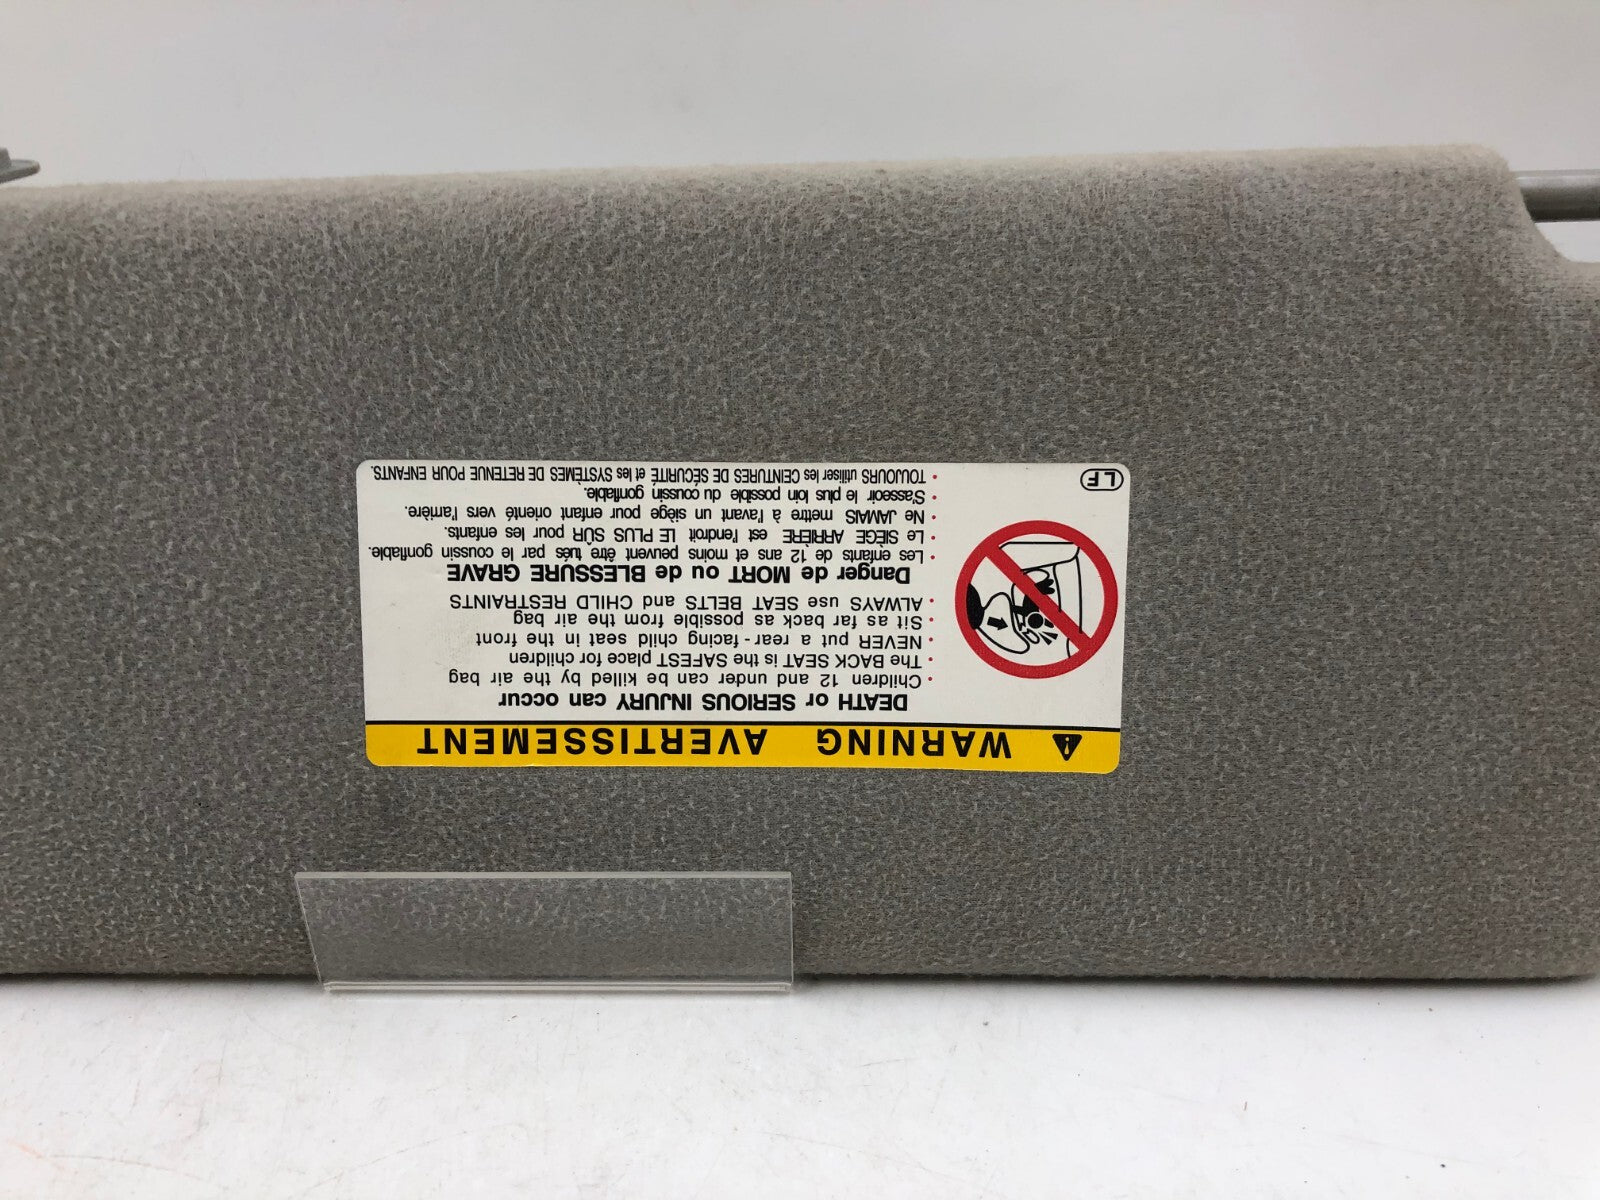 WARNING AVERTISSEMENT
DEATH or SERIOUS INJURY can occur
• Children 12 and under can be killed by the air bag
• The BACK SEAT is the SAFEST place for children
• NEVER put a rear-facing child seat in the front
• Sit as far back as possible from the air bag
• ALWAYS use SEAT BELTS and CHILD RESTRAINTS
Danger de MORT ou de BLESSURE GRAVE
• Les enfants de 12 ans et moins peuvent être tués par le coussin gonflable.
• Le SIÈGE ARRIÈRE est l'endroit LE PLUS SÛR pour les enfants.
• Ne JAMAIS mettre à l'avant un siège pour enfant orienté vers l'arrière.
• S'asseoir le plus loin possible du coussin gonflable.
• TOUJOURS utiliser les CEINTURES DE SÉCURITÉ et les SYSTÈMES DE RETENUE POUR ENFANTS.
LF